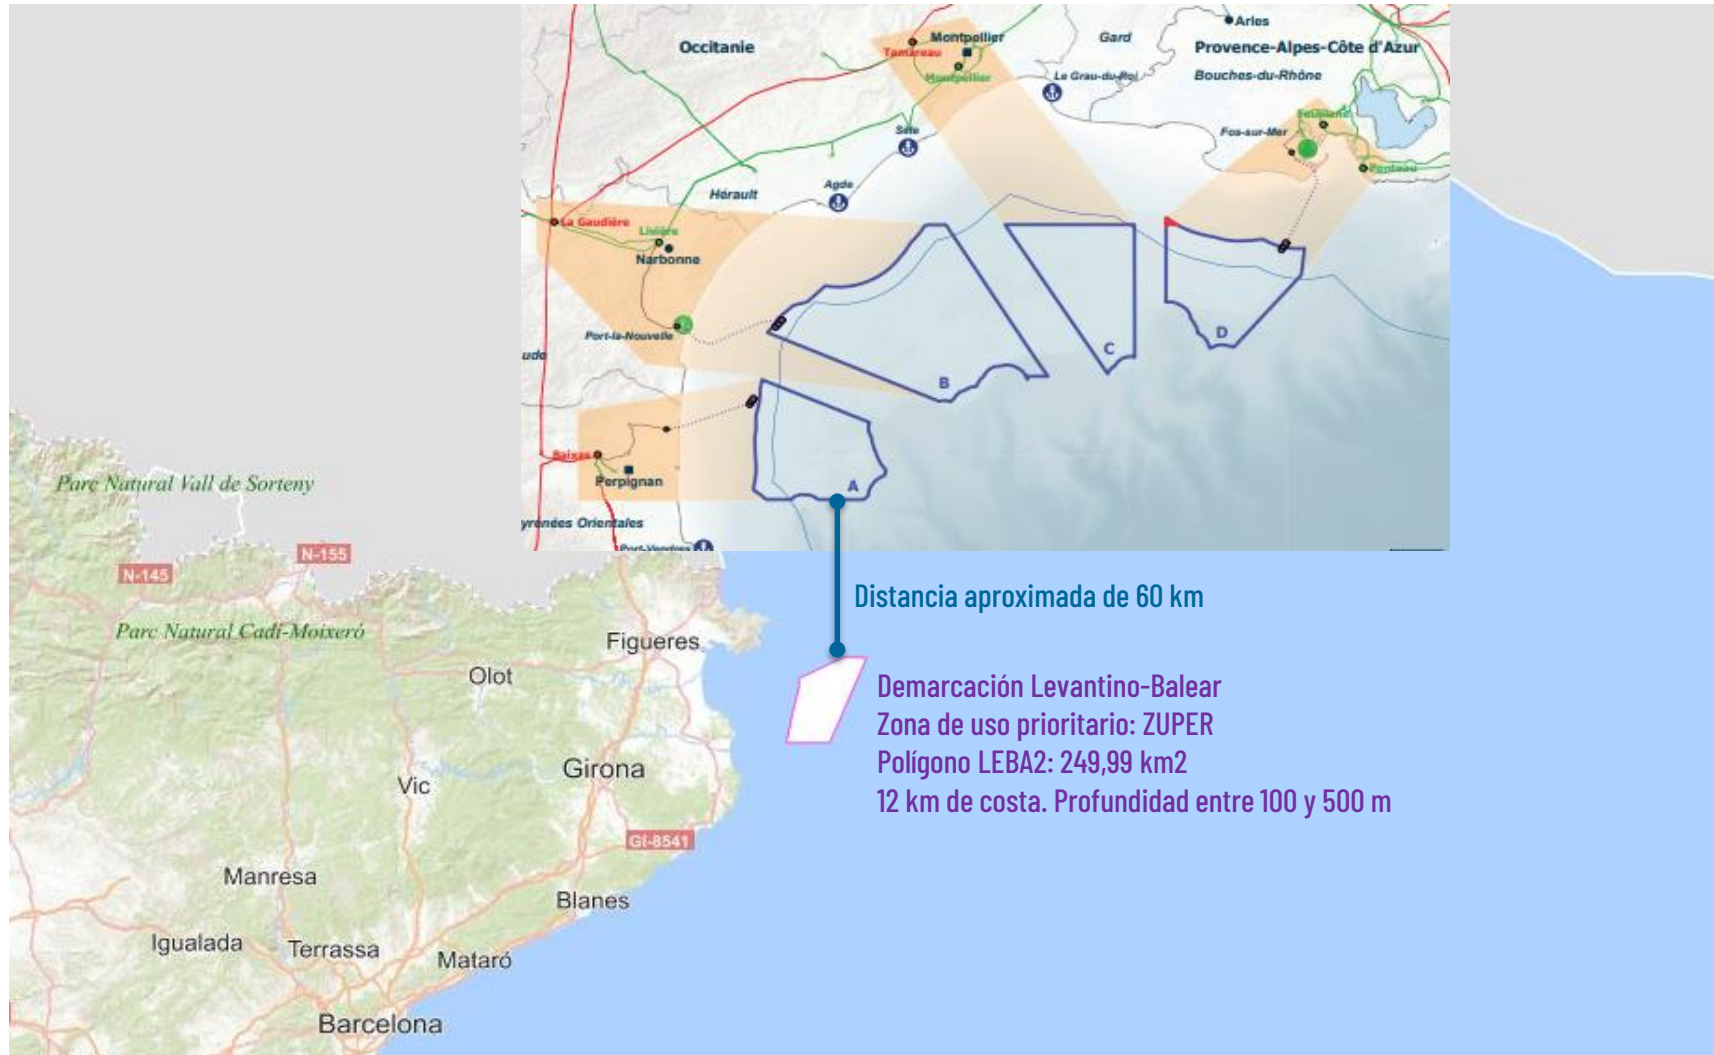 Arles
Occitanie
Montpellier
Gard
Provence-Alpes-Côte d'Azur
Tamareau
Montpellier
Le Grau-du-Roi
Bouches-du-Rhône
Feuillane
Sète
Fos-sur-Mer
Ponteau
Agde
Hérault
La Gaudière
Livière
Narbonne
Port-la-Nouvelle
ude
D
C
B
Baixas
Perpignan
A
Parc Natural Vall de Sorteny
yrénées Orientales
Port-Vendres
N-155
N-145
Distancia aproximada de 60 km
Parc Natural Cadí-Moixeró
Figueres
Olot
Demarcación Levantino-Balear
Zona de uso prioritario: ZUPER
Polígono LEBA2: 249,99 km2
12 km de costa. Profundidad entre 100 y 500 m
Girona
Vic
GI-8541
Manresa
Blanes
Igualada
Terrassa
Mataró
Barcelona